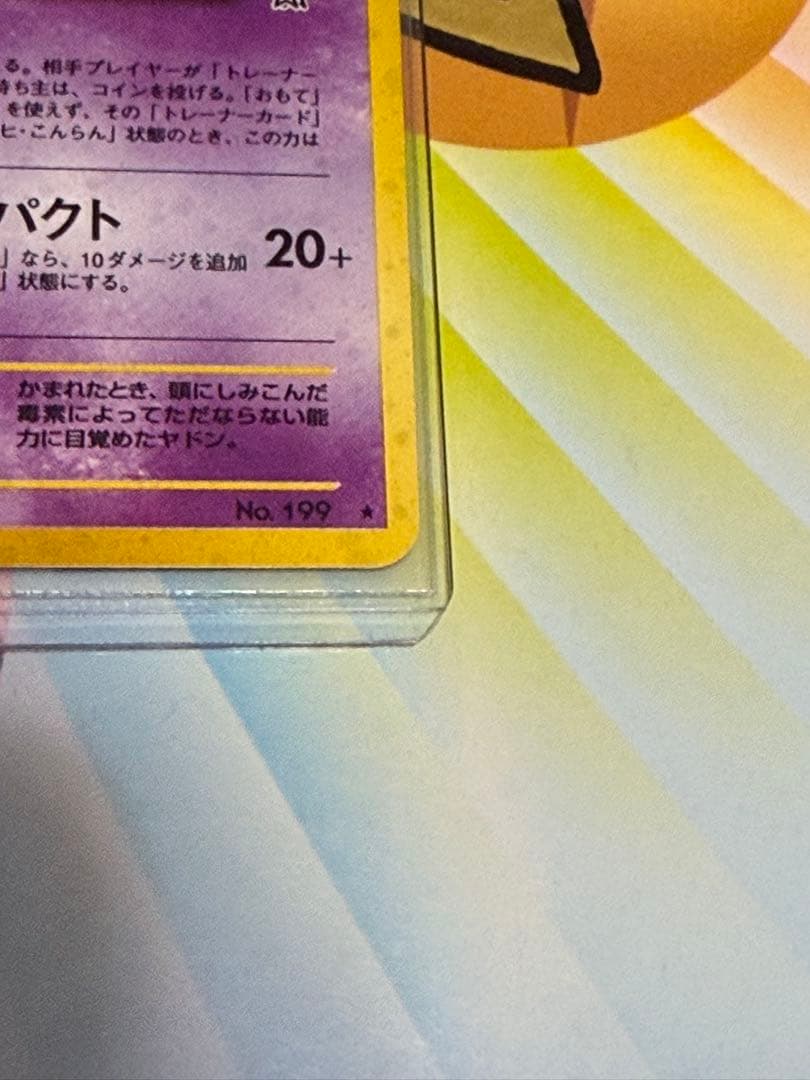 る。相手プレイヤーが「トレーナー
持ち主は、コインを投げる。「おもて」
を使えず、その「トレーナーカード」
ヒ・こんらん」状態のとき、この力は
パクト
20+
」なら、10ダメージを追加
」状態にする。
かまれたとき、頭にしみこんだ
毒素によってただならない能
力に目覚めたヤドン。
No. 199 ★